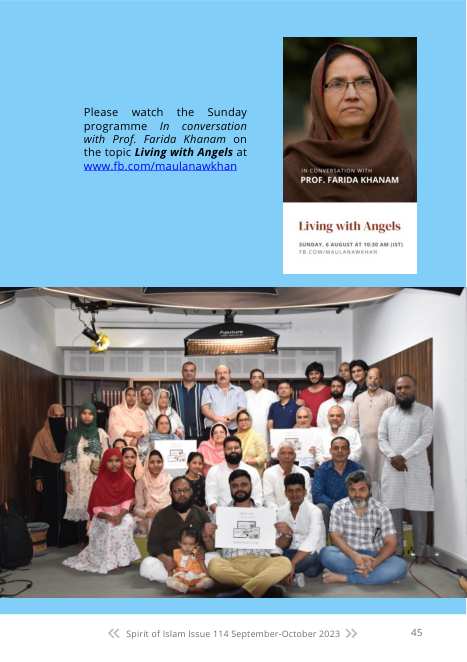 Please watch the Sunday
programme In conversation
with Prof. Farida Khanam on
the topic Living with Angels at
www.fb.com/maulanawkhan
IN CONVERSATION WITH
PROF. FARIDA KHANAM
Living with Angels
SUNDAY, 6 AUGUST AT 10:30 AM (IST)
FB.COM/MAULANAWKHAN
Aputure
Spirit of Islam Issue 114 September-October 2023
45